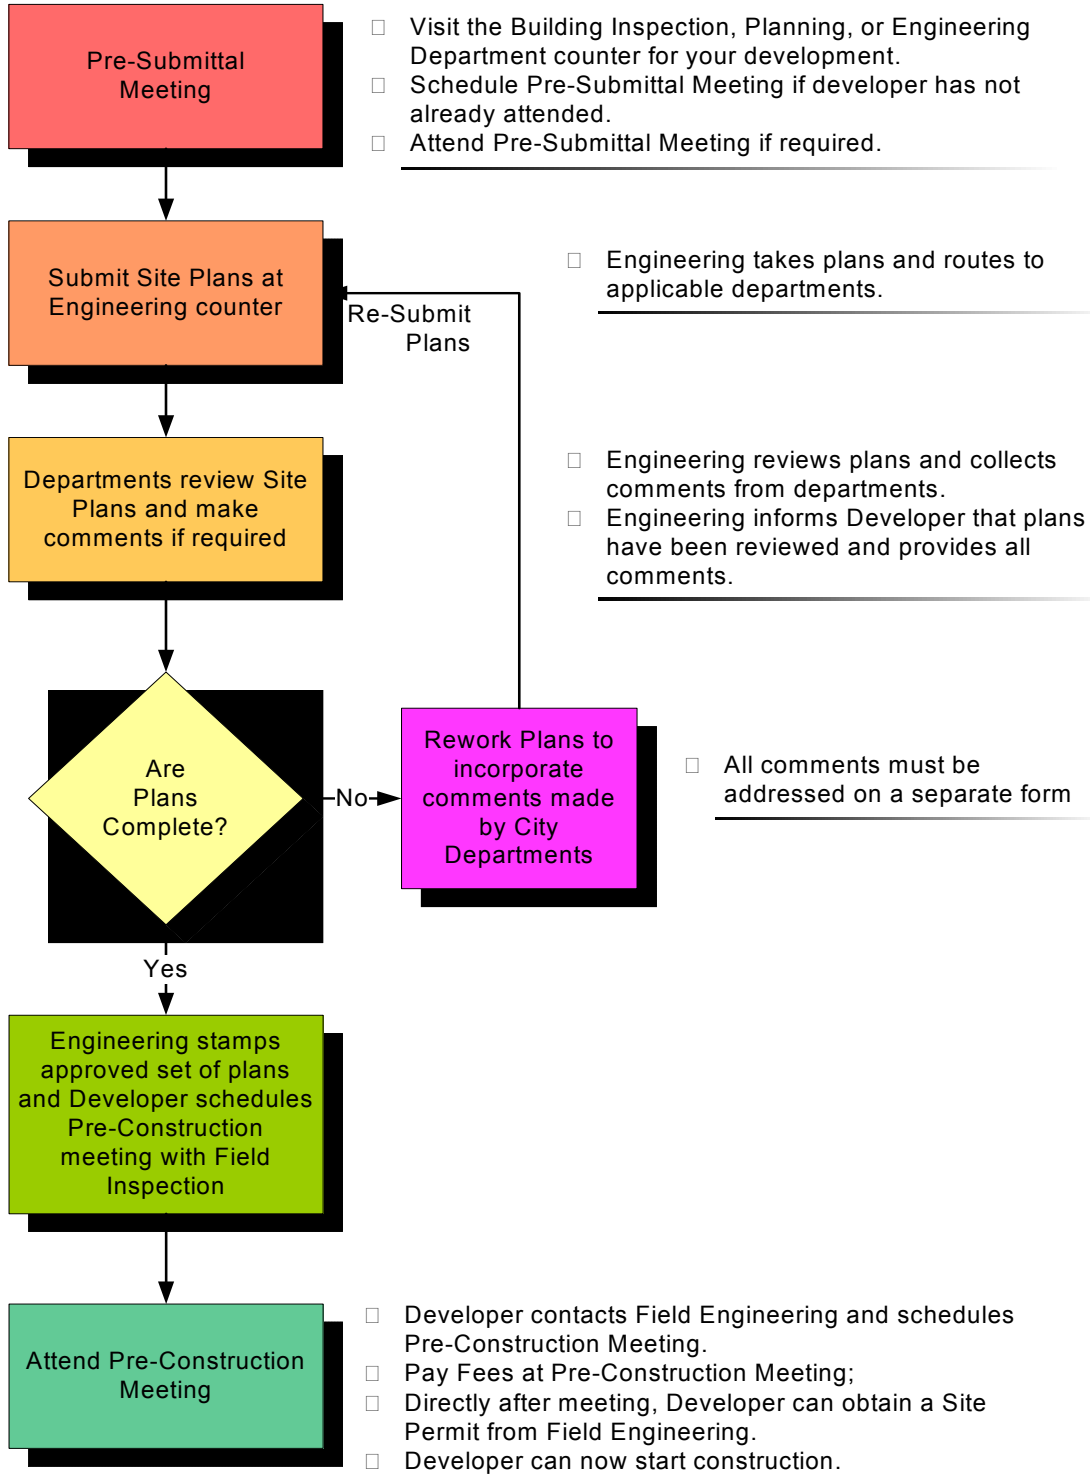 Pre-Submittal
Meeting
Visit the Building Inspection, Planning, or Engineering
Department counter for your development.
Schedule Pre-Submittal Meeting if developer has not
already attended.
Attend Pre-Submittal Meeting if required.
Submit Site Plans at
Engineering counter
Engineering takes plans and routes to
applicable departments.
Re-Submit
Plans
Departments review Site
Plans and make
comments if required
Engineering reviews plans and collects
comments from departments.
Engineering informs Developer that plans
have been reviewed and provides all
comments.
Are
Plans
Complete?
No
Rework Plans to
incorporate
comments made
by City
Departments
All comments must be
addressed on a separate form
Yes
Engineering stamps
approved set of plans
and Developer schedules
Pre-Construction
meeting with Field
Inspection
Attend Pre-Construction
Meeting
Developer contacts Field Engineering and schedules
Pre-Construction Meeting.
Pay Fees at Pre-Construction Meeting;
Directly after meeting, Developer can obtain a Site
Permit from Field Engineering.
Developer can now start construction.